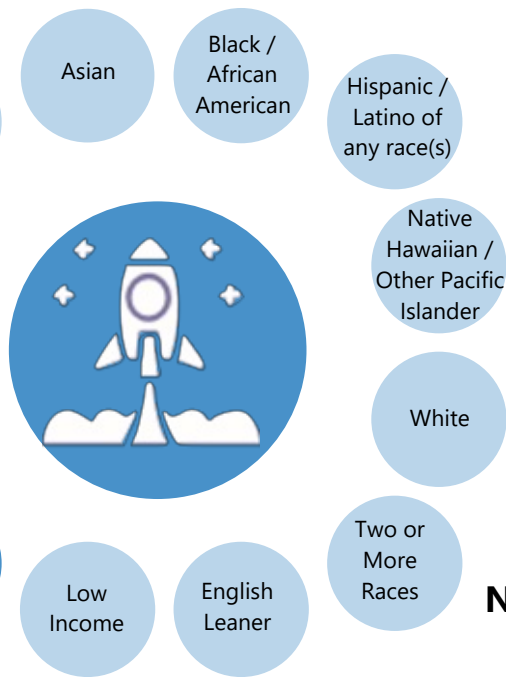 Asian
Black /
African
American
Hispanic /
Latino of
any race(s)
Native
Hawaiian /
Other Pacific
Islander
White
Two or
More
Races
N
English
Leaner
Low
Income